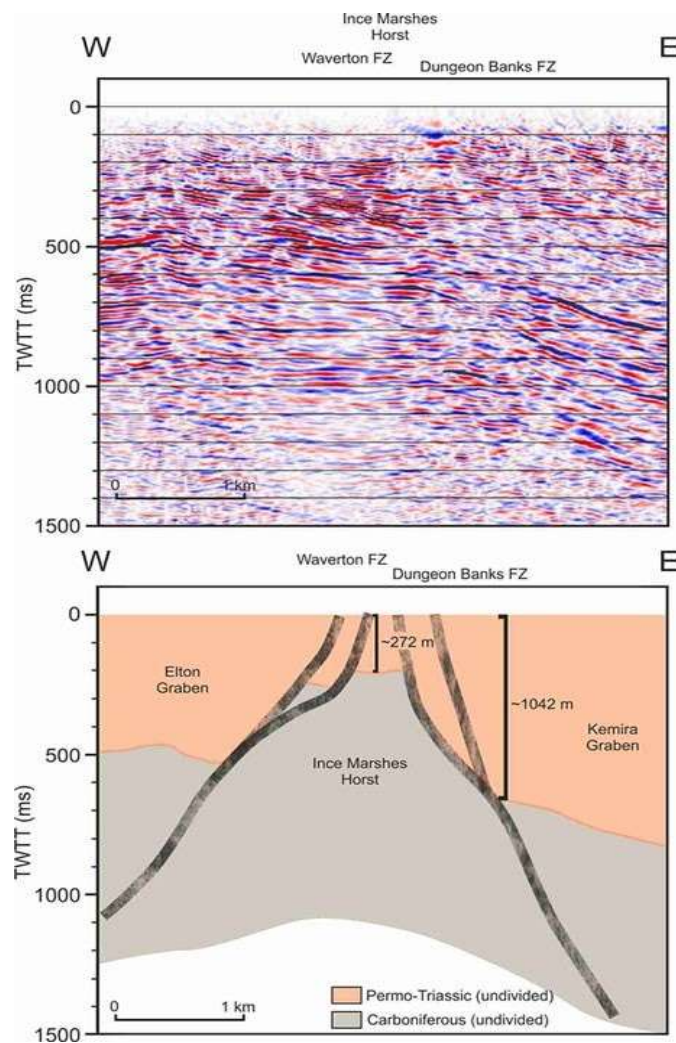 Ince Marshes
Horst
W
Waverton FZ
Dungeon Banks FZ
E
0
500
1000
1500
TWTT (ms)
0
1 km
W
Waverton FZ
Dungeon Banks FZ
E
0
500
1000
1500
TWTT (ms)
~272 m
Elton
Graben
~1042 m
Kemira
Graben
Ince Marshes
Horst
0
1 km
Permo-Triassic (undivided)
Carboniferous (undivided)